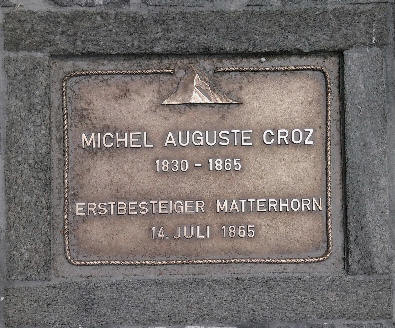 MICHEL AUGUSTE CROZ
1830 - 1865
ERSTBESTEIGER MATTERHORN
14. JULI 1865